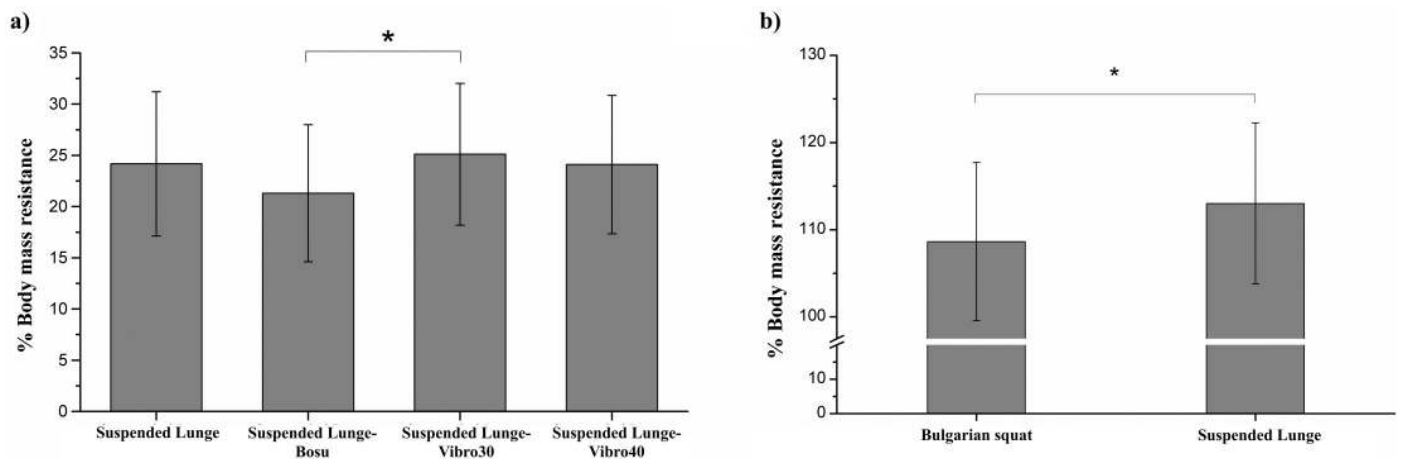 a)
% Body mass resistance
35
30
25
20
15
10
5
0
*
Suspended Lunge
Suspended Lunge-
Bosu
Suspended Lunge-
Vibro30
Suspended Lunge-
Vibro40
b)
% Body mass resistance
130
120
110
100
10
0
*
Bulgarian squat
Suspended Lunge